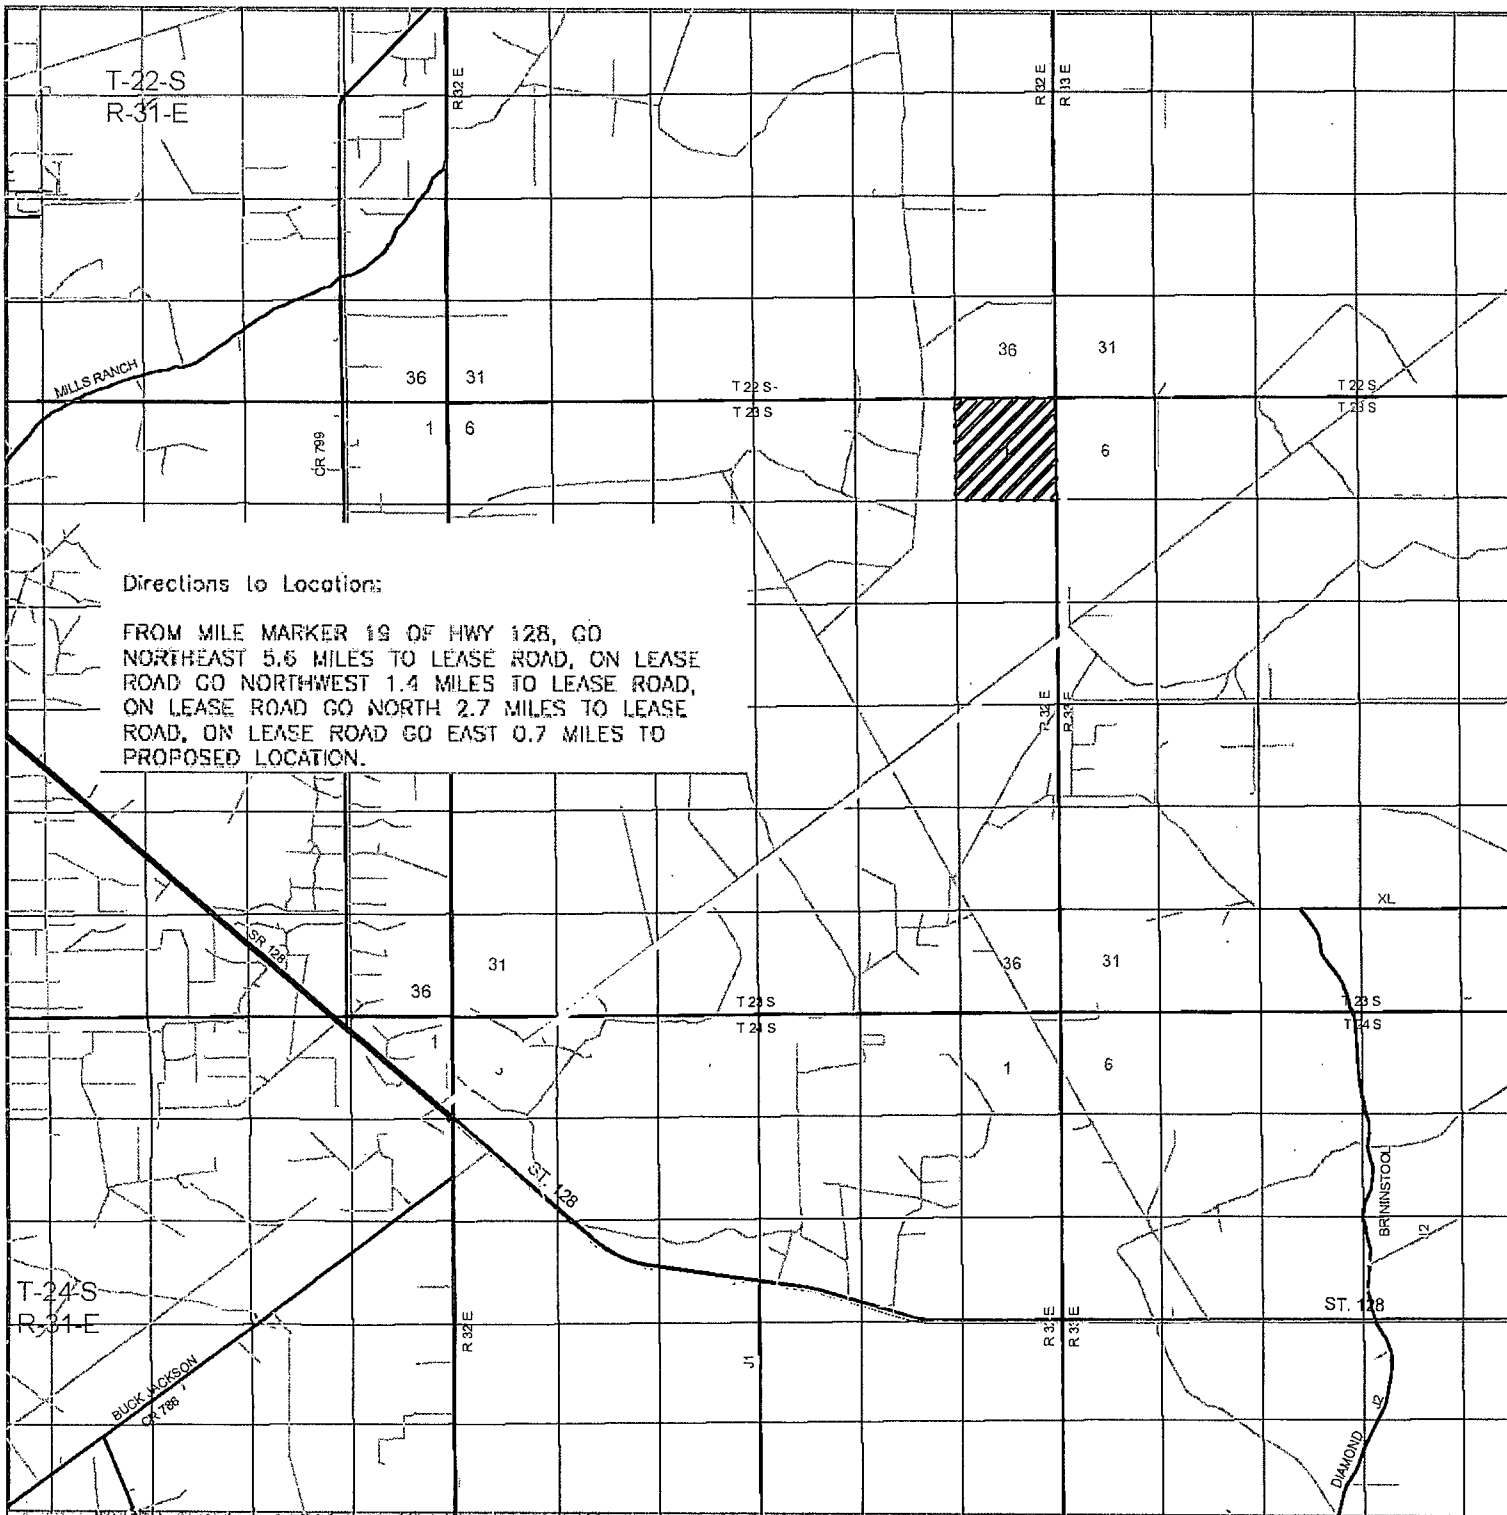 T-22-S
R-31-E
R 32 E
R 32 E
R 33 E
MILLS RANCH
36
31
1
6
CR 799
T 22 S
T 23 S
36
31
6
T 22 S
T 23 S
Directions to Location:
FROM MILE MARKER 19 OF HWY 128, GO
NORTHEAST 5.6 MILES TO LEASE ROAD, ON LEASE
ROAD GO NORTHWEST 1.4 MILES TO LEASE ROAD,
ON LEASE ROAD GO NORTH 2.7 MILES TO LEASE
ROAD, ON LEASE ROAD GO EAST 0.7 MILES TO
PROPOSED LOCATION.
R 32 E
R 33 E
XL
SR 128
31
36
36
31
T 23 S
T 24 S
T 23 S
T 24 S
1
1
6
ST. 128
BRININSTOOL
J2
T-24-S
R-31-E
ST. 128
R 32 E
R 32 E
R 33 E
J1
BUCK JACKSON
CR 786
J2
DIAMOND